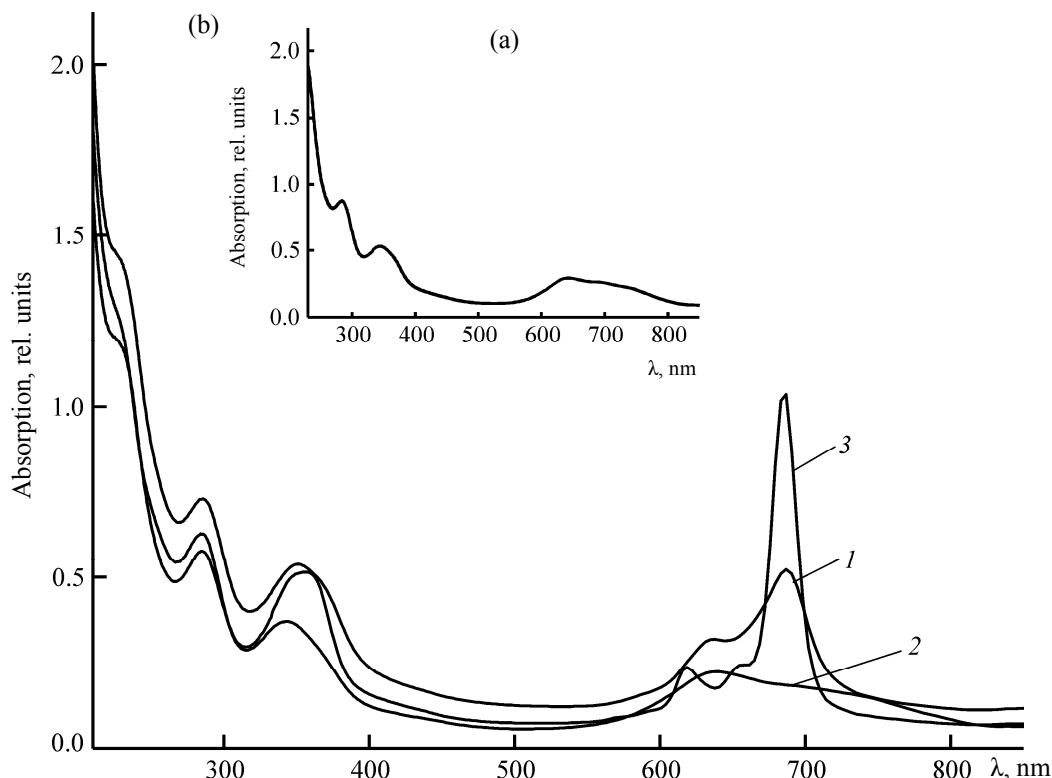 (b)
(a)
Absorption, rel. units
2.0
1.5
1.0
0.5
0.0
300 400 500 600 700 800
λ, nm
Absorption, rel. units
2.0
1.5
1.0
0.5
0.0
3
1
2
300 400 500 600 700 800 λ, nm